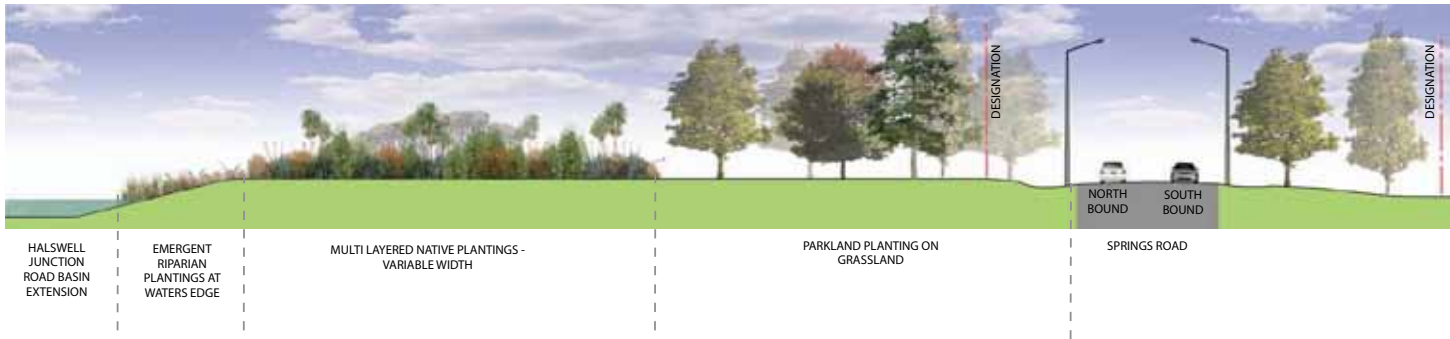 DESIGNATION
DESIGNATION
NORTH
BOUND
SOUTH
BOUND
HALSWELL
JUNCTION
ROAD BASIN
EXTENSION
EMERGENT
RIPARIAN
PLANTINGS AT
WATERS EDGE
MULTI LAYERED NATIVE PLANTINGS -
VARIABLE WIDTH
PARKLAND PLANTING ON
GRASSLAND
SPRINGS ROAD